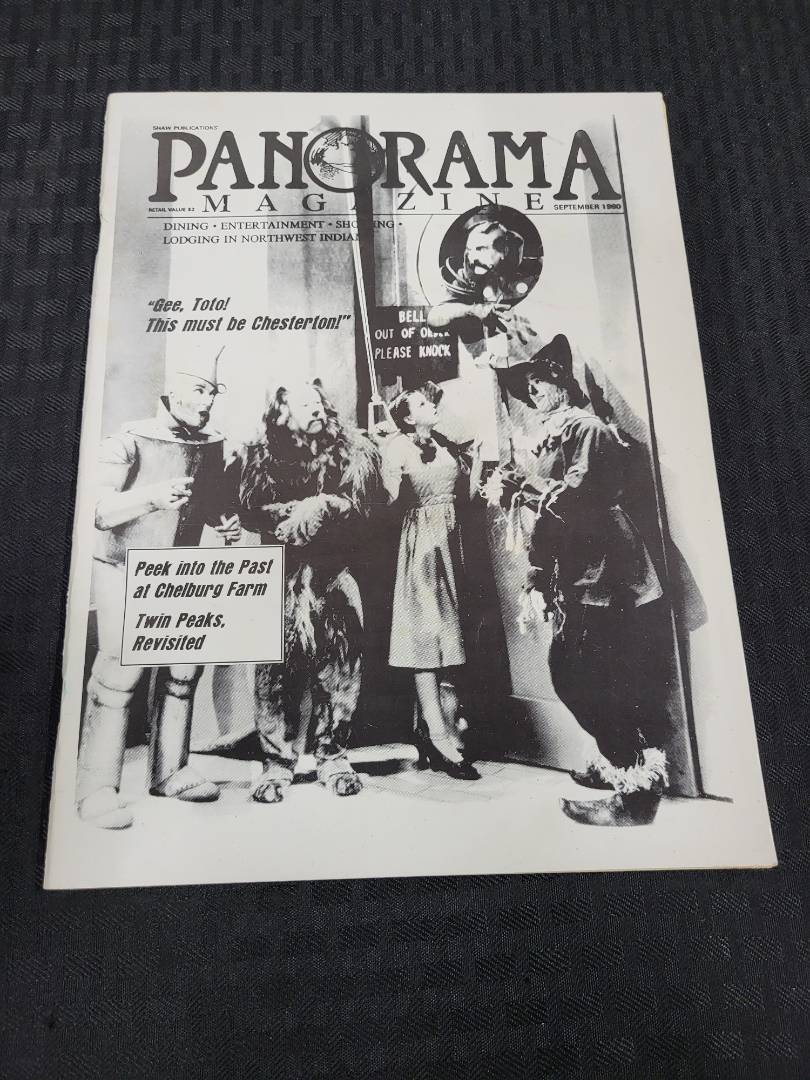 SHAW PUBLICATIONS'
PANORAMA
RETAIL VALUE $2 MAGAZINE SEPTEMBER 1990
DINING • ENTERTAINMENT • SHOPPING •
LODGING IN NORTHWEST INDIANA
"Gee, Toto!
This must be Chesterton!"
BELL
OUT OF ORDER
PLEASE KNOCK
Peek into the Past
at Chelburg Farm
Twin Peaks,
Revisited